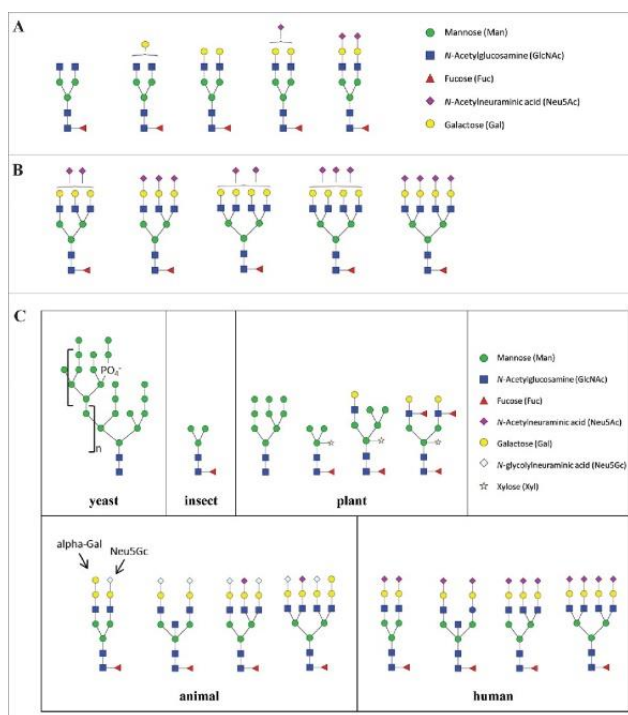 A
Mannose (Man)
N-Acetylglucosamine (GlcNAc)
Fucose (Fuc)
N-Acetylneuraminic acid (Neu5Ac)
Galactose (Gal)
B
C
PO₄⁻
n
yeast
insect
plant
Mannose (Man)
N-Acetylglucosamine (GlcNAc)
Fucose (Fuc)
N-Acetylneuraminic acid (Neu5Ac)
Galactose (Gal)
N-glycolylneuraminic acid (Neu5Gc)
Xylose (Xyl)
alpha-Gal
Neu5Gc
animal
human